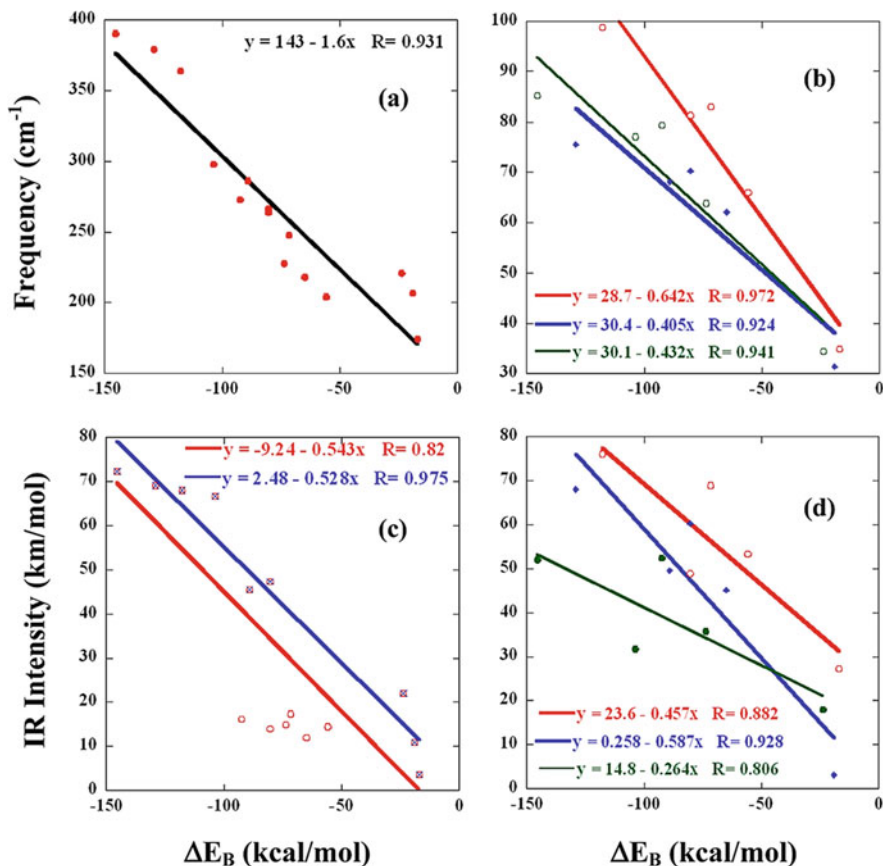 400
350
300
250
200
150
-150
-100
-50
0
Frequency (cm-1)
y = 143 - 1.6x R= 0.931
(a)
100
90
80
70
60
50
40
30
-150
-100
-50
0
(b)
y = 28.7 - 0.642x R= 0.972
y = 30.4 - 0.405x R= 0.924
y = 30.1 - 0.432x R= 0.941
80
70
60
50
40
30
20
10
0
-150
-100
-50
0
IR Intensity (km/mol)
y = -9.24 - 0.543x R= 0.82
y = 2.48 - 0.528x R= 0.975
(c)
ΔEB (kcal/mol)
80
70
60
50
40
30
20
10
0
-150
-100
-50
0
(d)
y = 23.6 - 0.457x R= 0.882
y = 0.258 - 0.587x R= 0.928
y = 14.8 - 0.264x R= 0.806
ΔEB (kcal/mol)